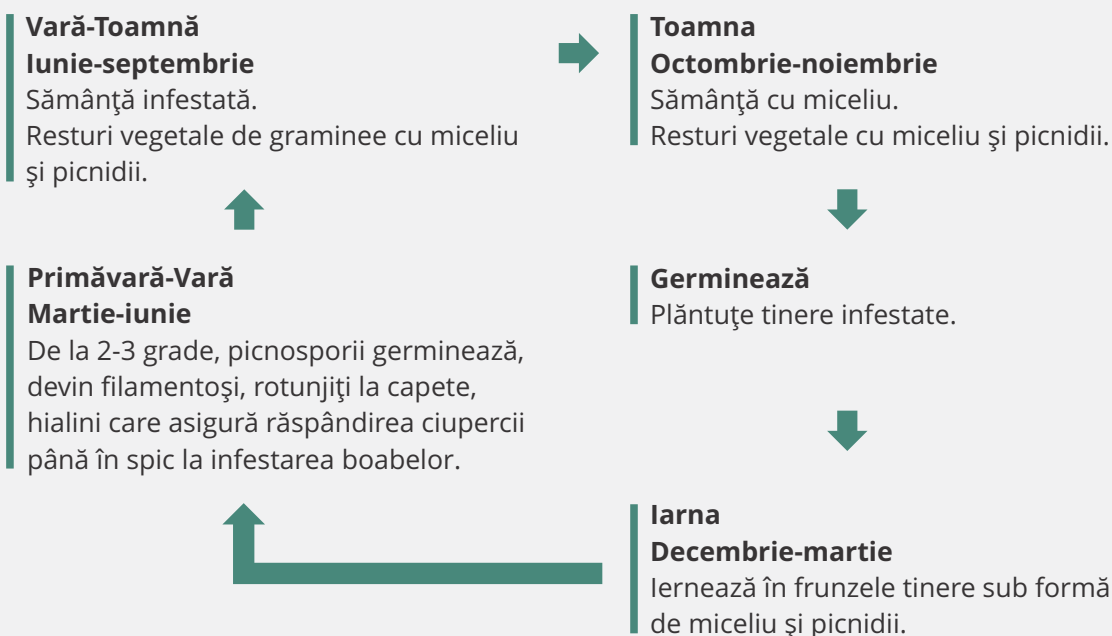 Vară-Toamnă
Iunie-septembrie
Sămânţă infestată.
Resturi vegetale de graminee cu miceliu
şi picnidii.
Toamna
Octombrie-noiembrie
Sămânţă cu miceliu.
Resturi vegetale cu miceliu şi picnidii.
Germinează
Plăntuţe tinere infestate.
Iarna
Decembrie-martie
Iernează în frunzele tinere sub formă
de miceliu şi picnidii.
Primăvară-Vară
Martie-iunie
De la 2-3 grade, picnosporii germinează,
devin filamentoşi, rotunjiţi la capete,
hialini care asigură răspândirea ciupercii
până în spic la infestarea boabelor.